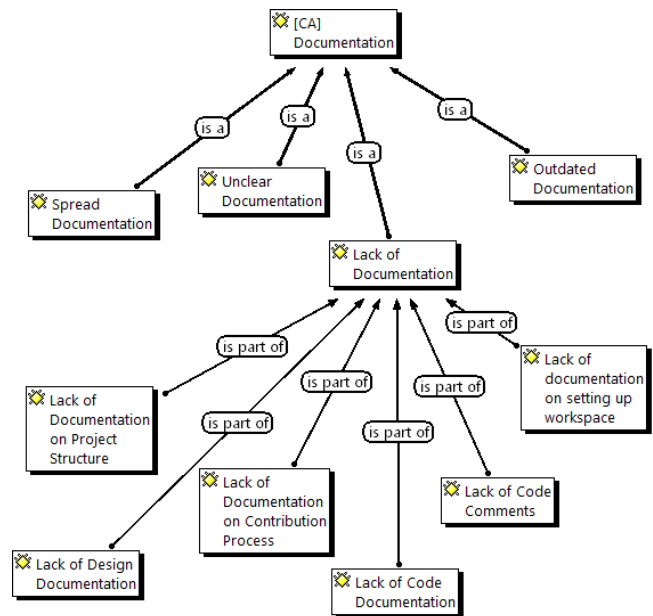 [CA]
Documentation
is a
is a
is a
is a
Spread
Documentation
Unclear
Documentation
Outdated
Documentation
Lack of
Documentation
is part of
is part of
is part of
is part of
is part of
is part of
Lack of
Documentation
on Project
Structure
Lack of
documentation
on setting up
workspace
Lack of
Documentation
on Contribution
Process
Lack of Code
Comments
Lack of Design
Documentation
Lack of Code
Documentation